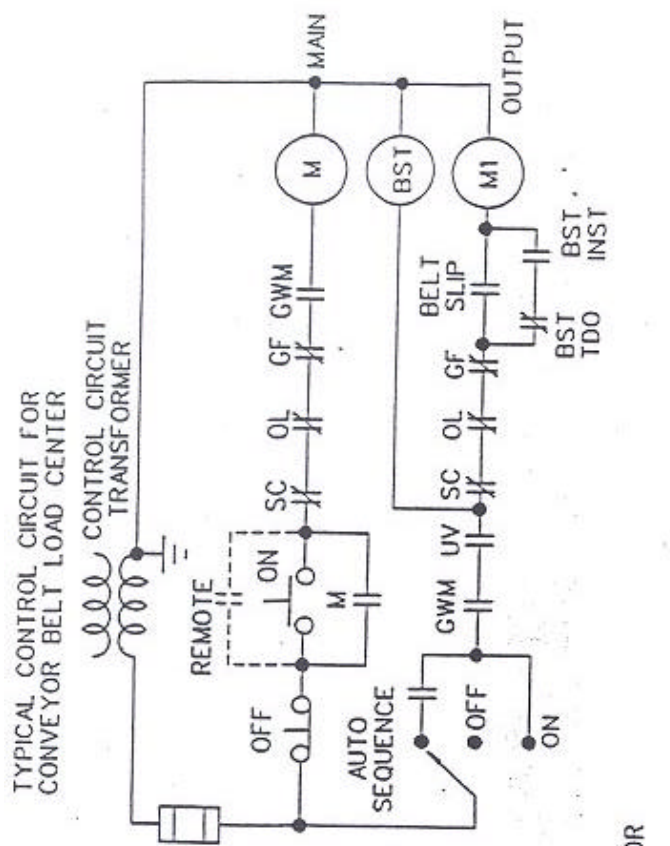 TYPICAL CONTROL CIRCUIT FOR
CONVEYOR BELT LOAD CENTER
CONTROL CIRCUIT
TRANSFORMER
REMOTE
OFF
ON
M
SC
OL
GF
GWM
M
MAIN
BST
AUTO
SEQUENCE
OFF
ON
GWM
UV
SC
OL
GF
BELT
SLIP
BST
TDO
BST
INST
M1
OUTPUT
OR